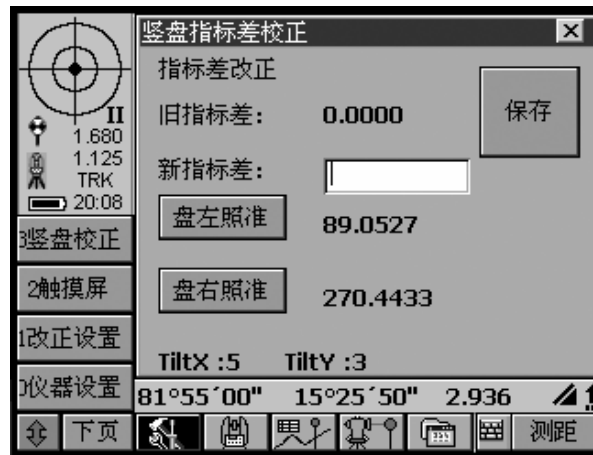 竖盘指标差校正
指标差改正
旧指标差: 0.0000
保存
新指标差:
盘左照准 89.0527
盘右照准 270.4433
TiltX :5 TiltY :3
II
1.680
1.125
TRK
20:08
3竖盘校正
2触摸屏
1改正设置
0仪器设置
81°55′00" 15°25′50" 2.936
下页
测距